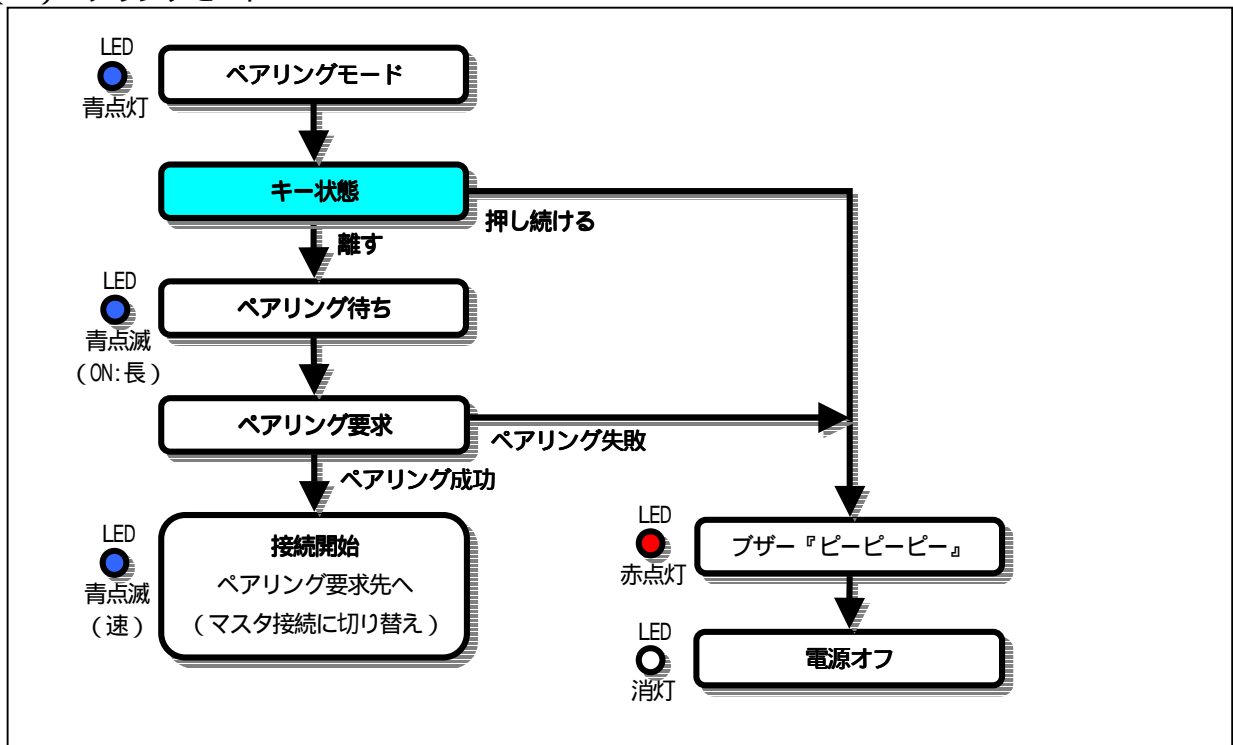 LED
ペアリングモード
青点灯
キー状態
押し続ける
離す
LED
ペアリング待ち
青点滅
(ON:長)
ペアリング要求
ペアリング失敗
ペアリング成功
LED
接続開始
青点滅
ペアリング要求先へ
(速)
(マスタ接続に切り替え)
LED
ブザー『ピーピーピー』
赤点灯
LED
電源オフ
消灯